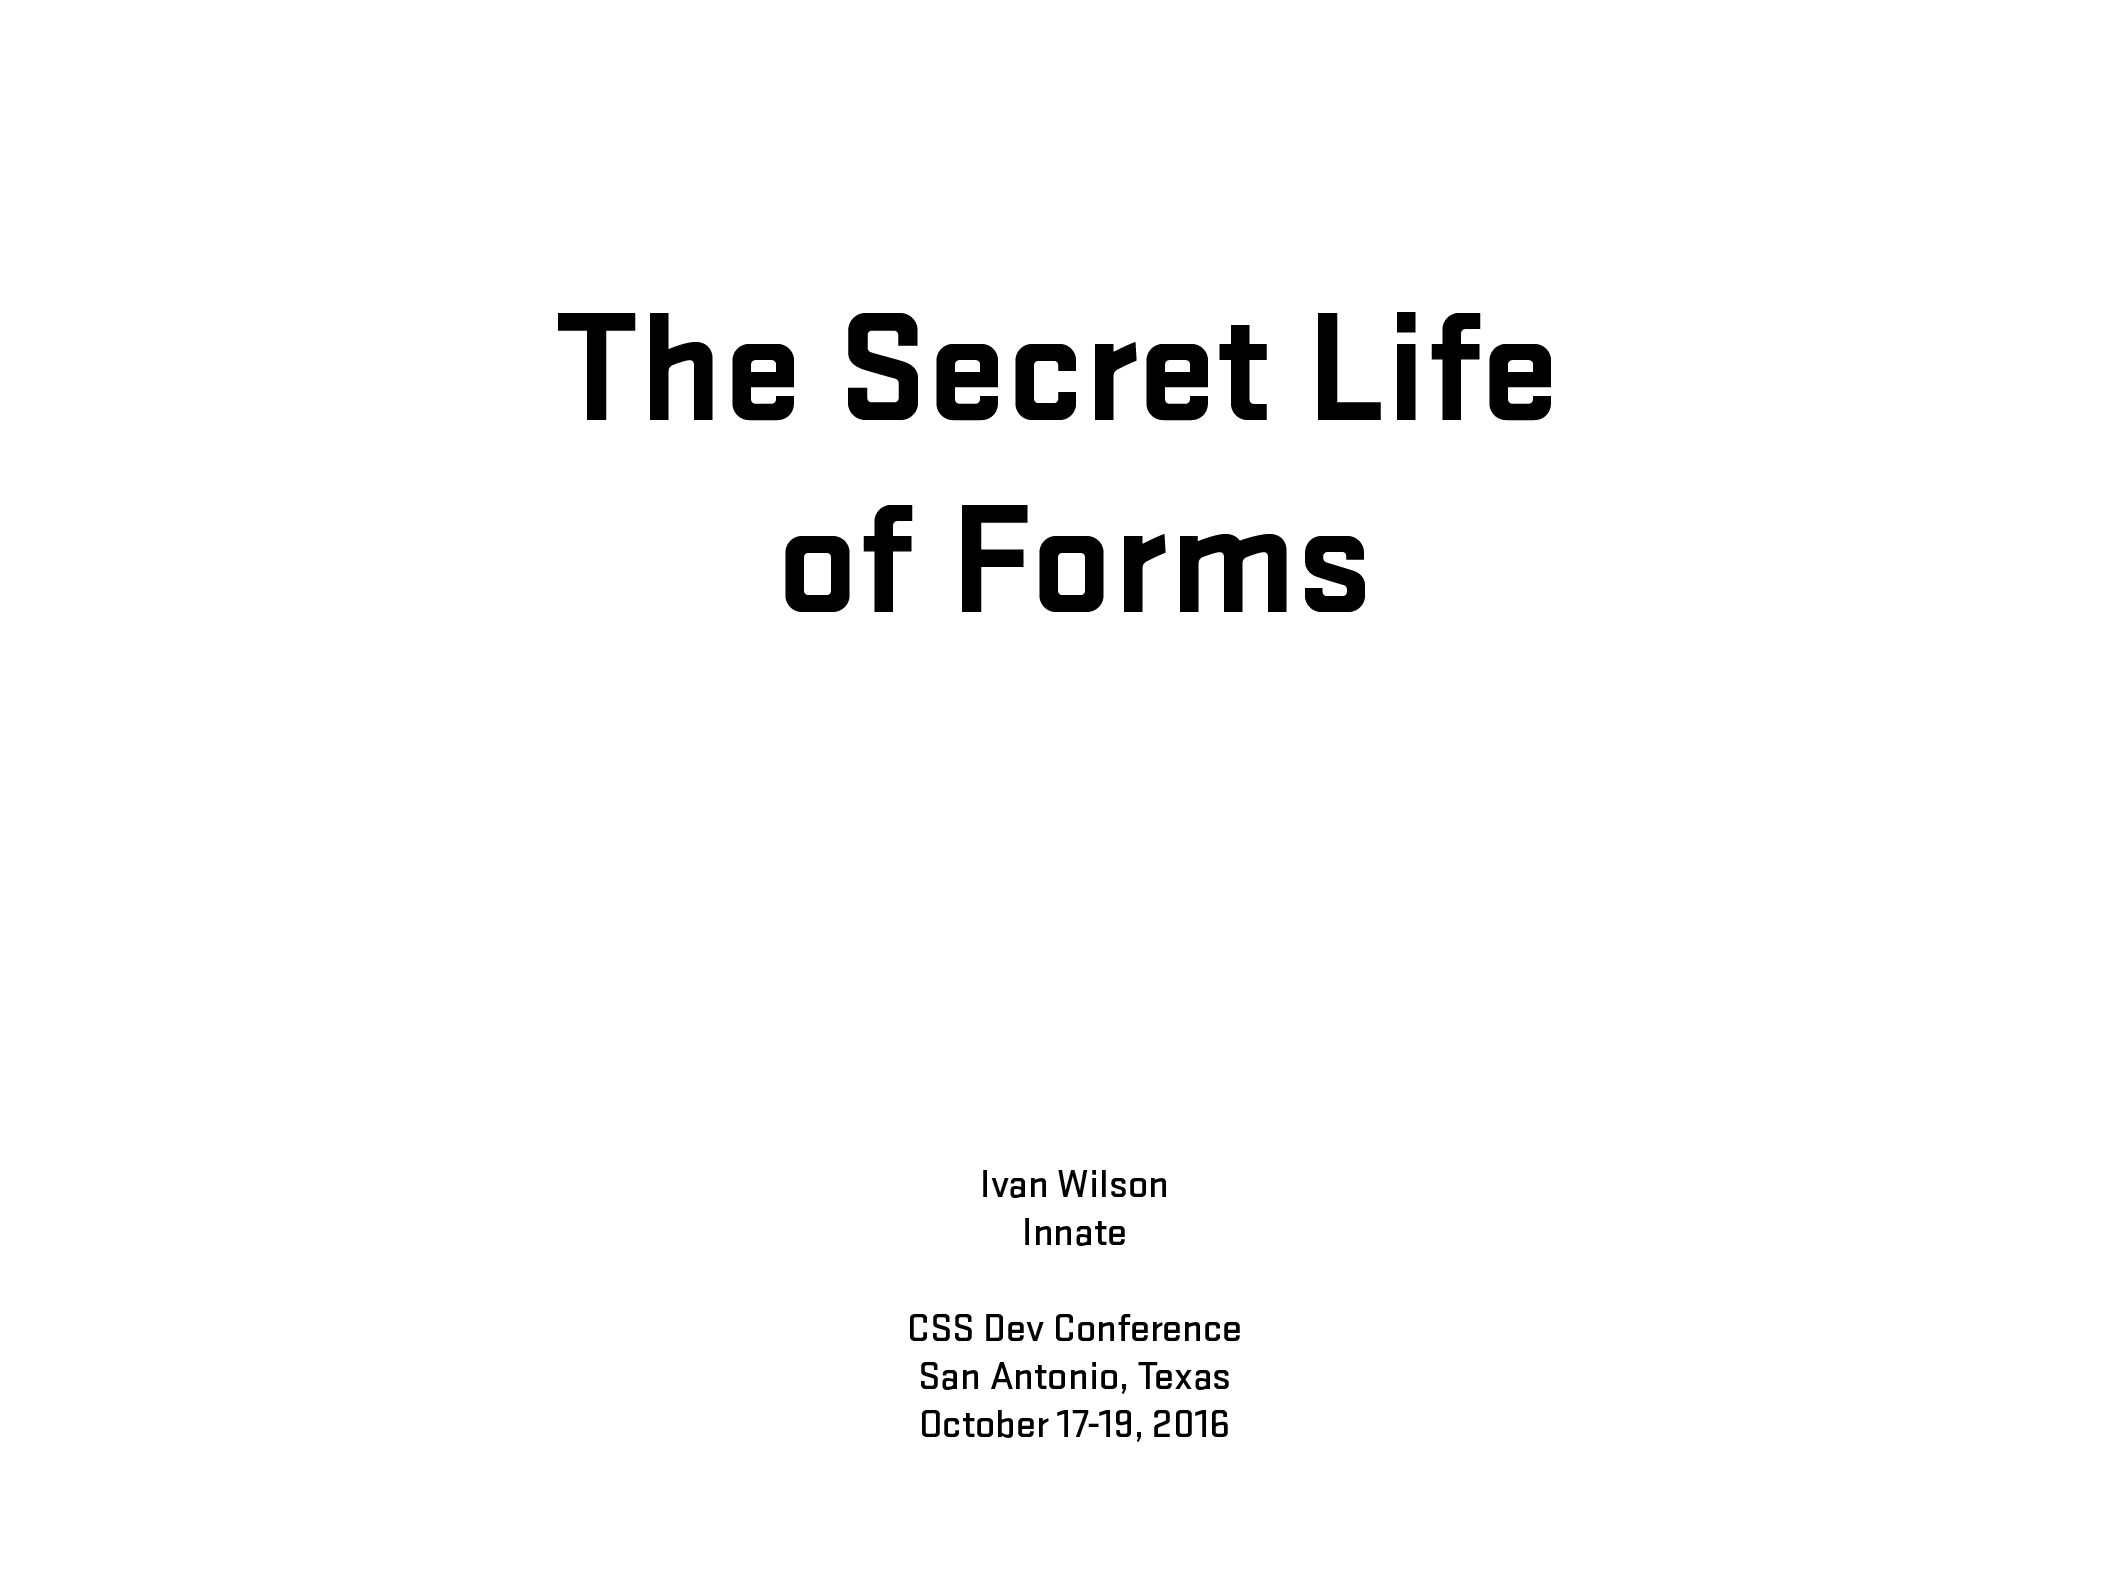 The Secret Life
of Forms
Ivan Wilson
Innate
CSS Dev Conference
San Antonio, Texas
October 17-19, 2016